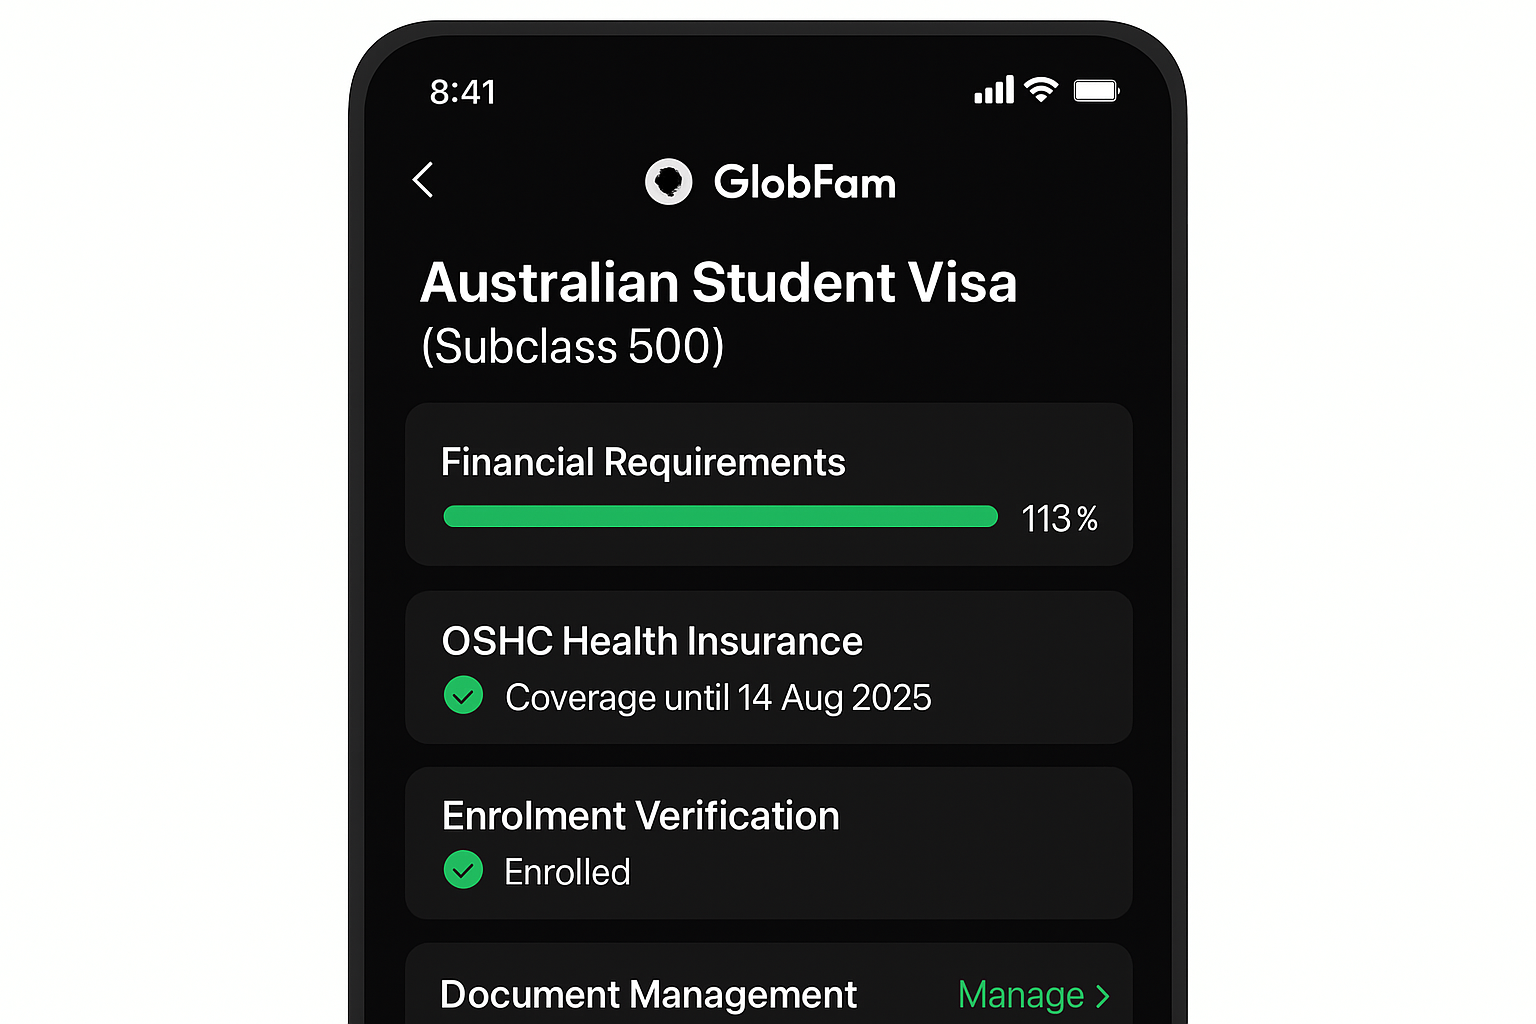 8:41
GlobFam
Australian Student Visa
(Subclass 500)
Financial Requirements
113%
OSHC Health Insurance
Coverage until 14 Aug 2025
Enrolment Verification
Enrolled
Document Management
Manage >